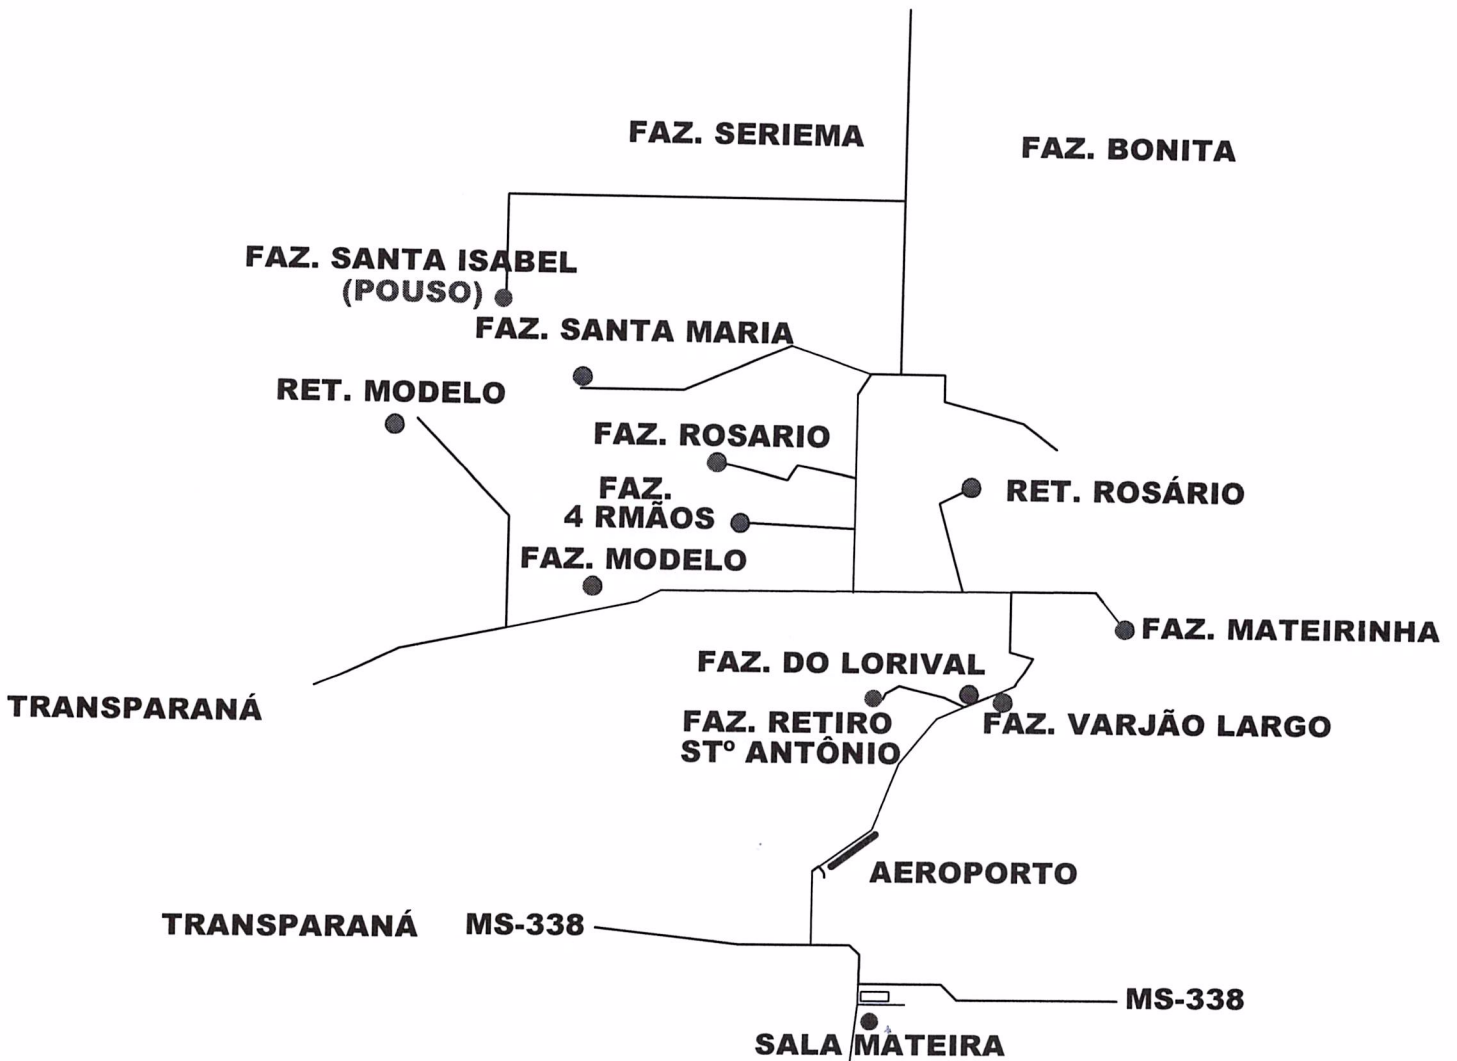 FAZ. SERIEMA
FAZ. BONITA
FAZ. SANTA ISABEL
(POUSO)
FAZ. SANTA MARIA
RET. MODELO
FAZ. ROSARIO
FAZ.
4 RMÃOS
RET. ROSÁRIO
FAZ. MODELO
FAZ. MATEIRINHA
FAZ. DO LORIVAL
TRANSPARANÁ
FAZ. RETIRO
STº ANTÔNIO
FAZ. VARJÃO LARGO
AEROPORTO
TRANSPARANÁ
MS-338
MS-338
SALA MATEIRA